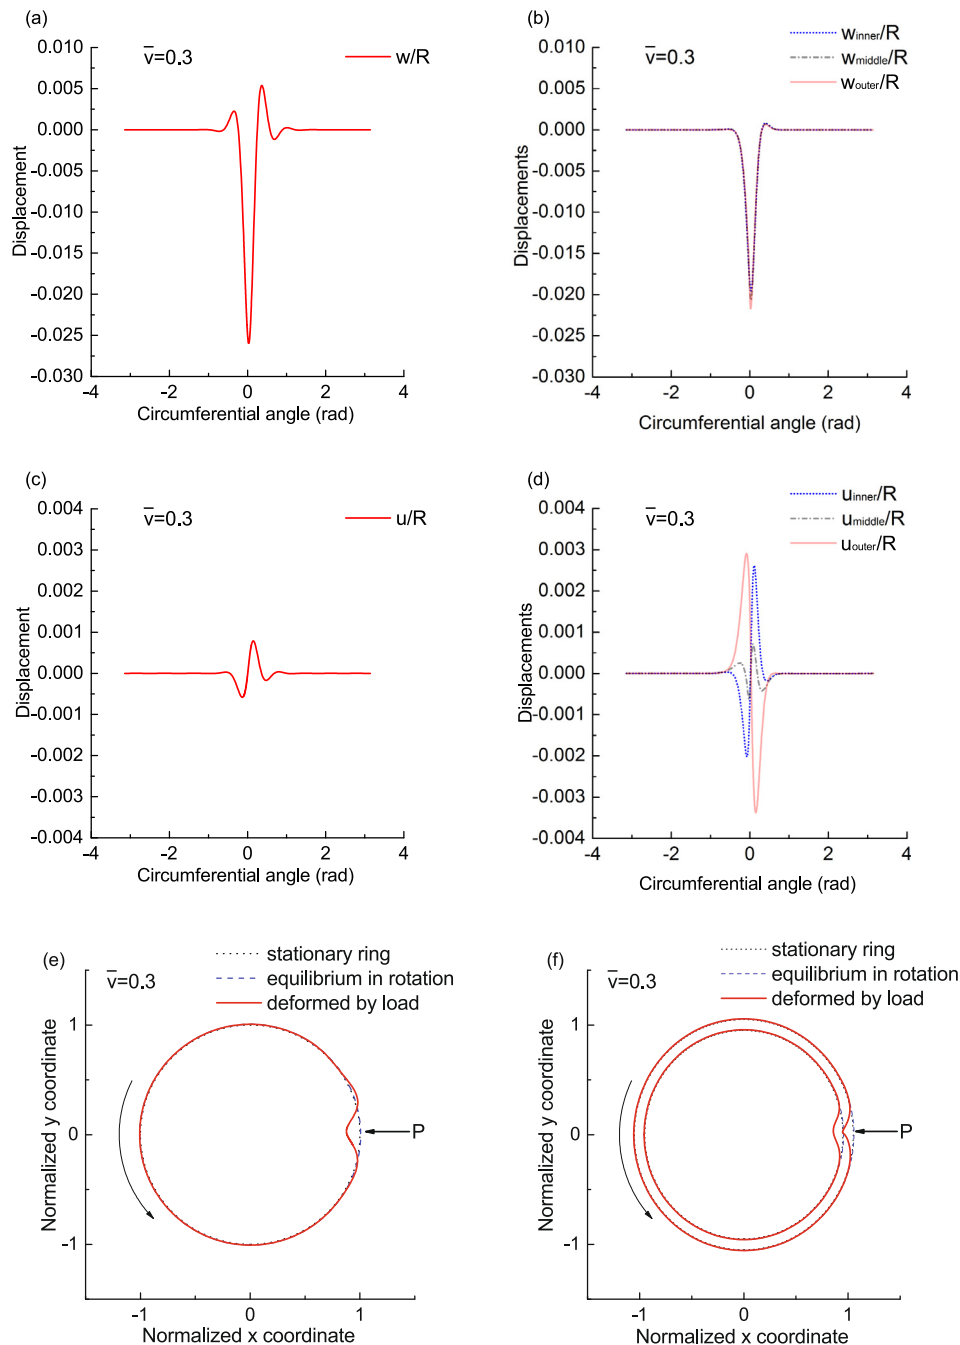 (a)
v̅=0.3
w/R
0.010
0.005
0.000
0.005
-0.010
-0.015
-0.020
-0.025
-0.030
-4
-2
0
2
4
Displacement
Circumferential angle (rad)
(b)
v̅=0.3
winner/R
wmiddle/R
wouter/R
0.010
0.005
0.000
0.005
-0.010
-0.015
-0.020
-0.025
-0.030
-4
-2
0
2
4
Displacements
Circumferential angle (rad)
(c)
v̅=0.3
u/R
0.004
0.003
0.002
0.001
0.000
-0.001
-0.002
-0.003
-0.004
-4
-2
0
2
4
Displacement
Circumferential angle (rad)
(d)
v̅=0.3
uinner/R
umiddle/R
uouter/R
0.004
0.003
0.002
0.001
0.000
-0.001
-0.002
-0.003
-0.004
-4
-2
0
2
4
Displacements
Circumferential angle (rad)
(e)
v̅=0.3
stationary ring
equilibrium in rotation
deformed by load
1
0
-1
-1
0
1
P
Normalized y coordinate
Normalized x coordinate
(f)
v̅=0.3
stationary ring
equilibrium in rotation
deformed by load
1
0
-1
-1
0
1
P
Normalized y coordinate
Normalized x coordinate